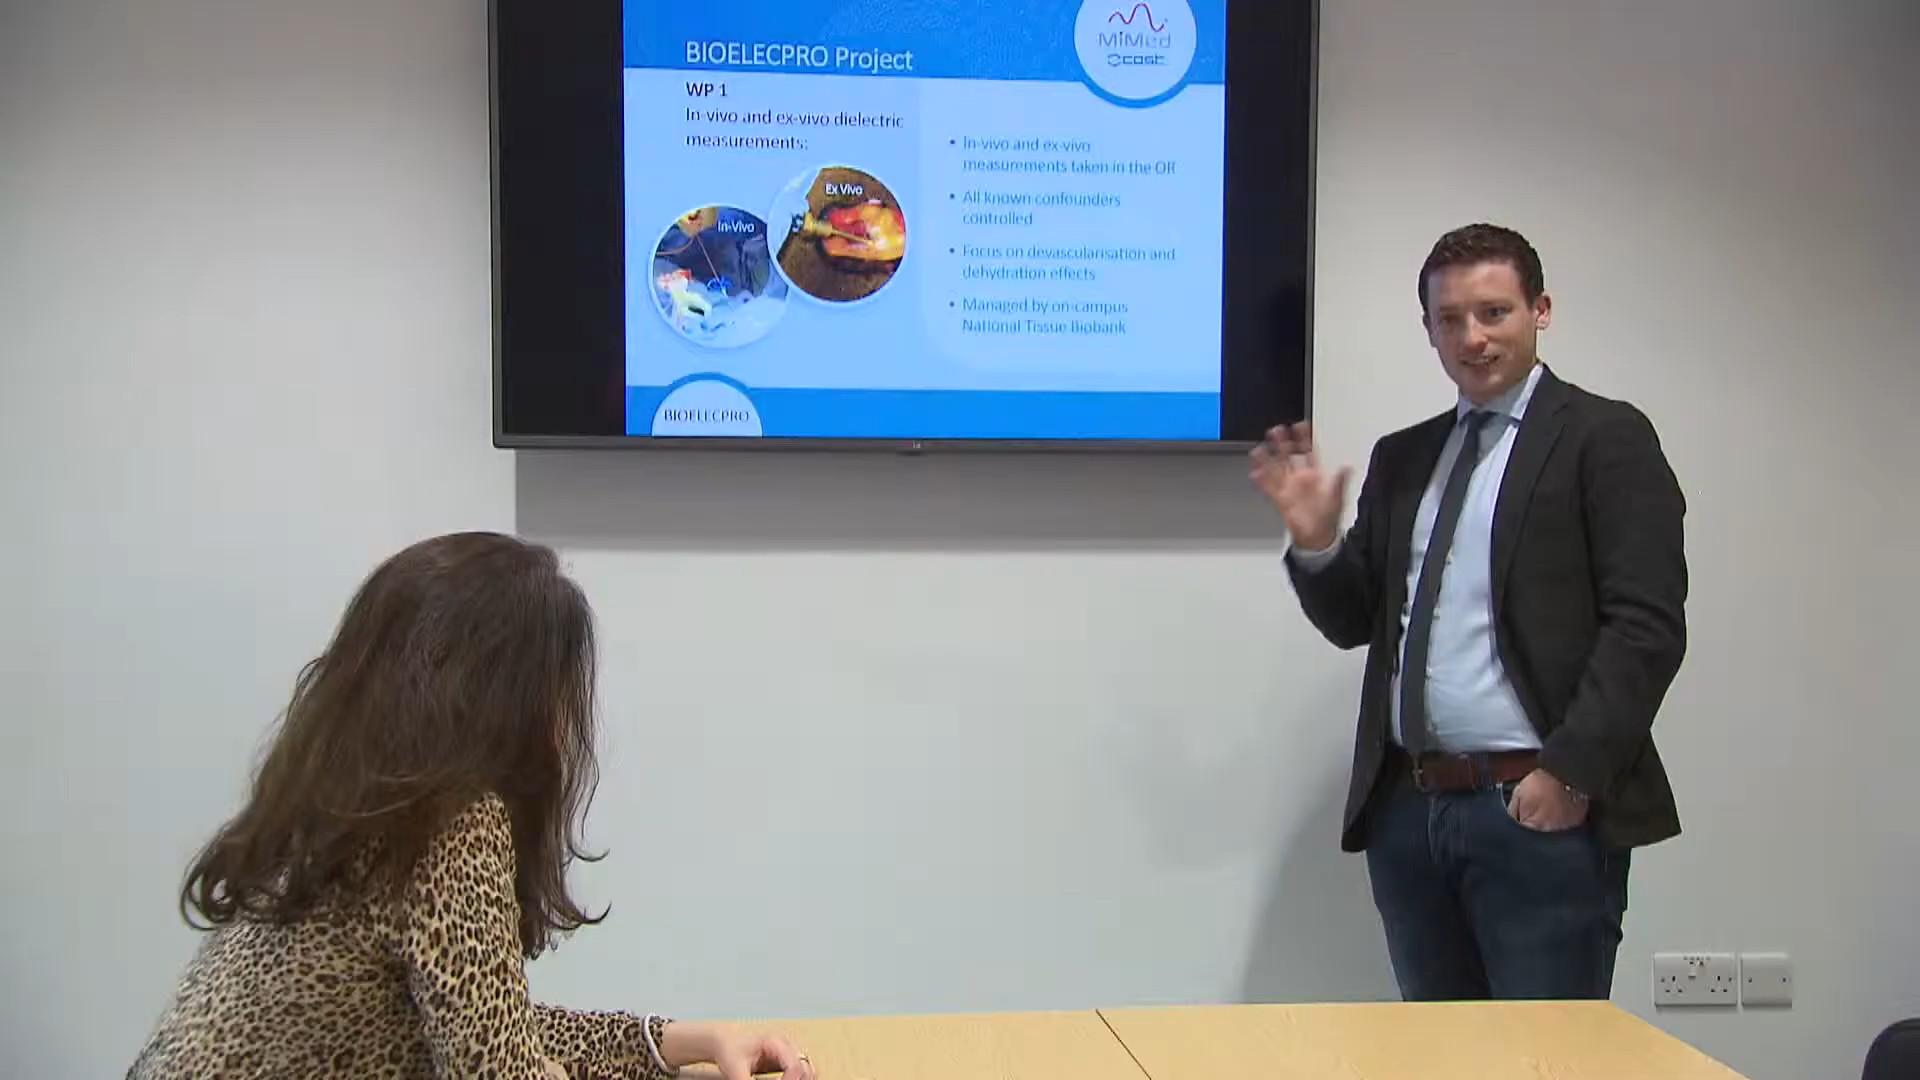 BIOELECPRO Project
MiMed
cost
WP 1
In-vivo and ex-vivo dielectric
measurements:
Ex Vivo
In-Vivo
• In-vivo and ex-vivo
measurements taken in the OR
• All known confounders
controlled
• Focus on devascularisation and
dehydration effects
• Managed by on-campus
National Tissue Biobank
BIOELECPRO
LG